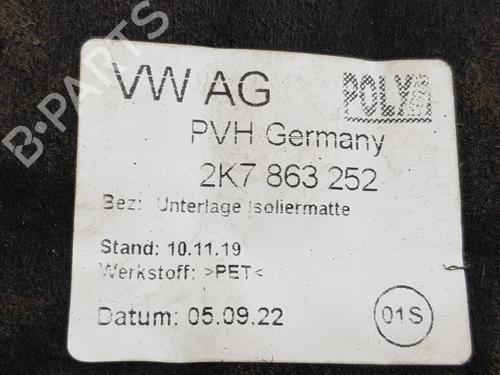 VW AG
POLY
PVH Germany
2K7 863 252
Bez: Unterlage Isoliermatte
Stand: 10.11.19
Werkstoff: >PET<
Datum: 05.09.22
01S
B-PARTS